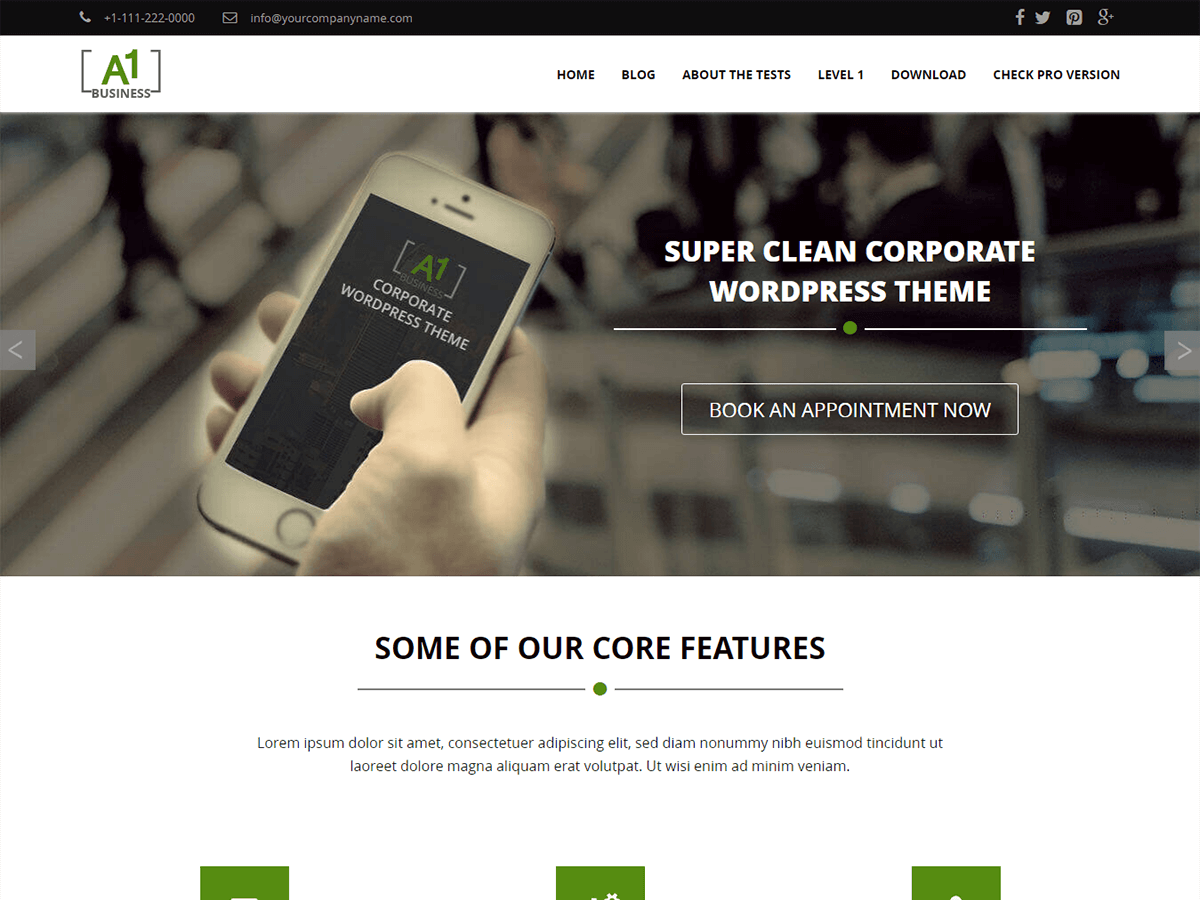 +1-111-222-0000 info@yourcompanyname.com
A1
BUSINESS
HOME BLOG ABOUT THE TESTS LEVEL 1 DOWNLOAD CHECK PRO VERSION
A1
BUSINESS
CORPORATE
WORDPRESS THEME
SUPER CLEAN CORPORATE
WORDPRESS THEME
< >
BOOK AN APPOINTMENT NOW
SOME OF OUR CORE FEATURES
Lorem ipsum dolor sit amet, consectetuer adipiscing elit, sed diam nonummy nibh euismod tincidunt ut
laoreet dolore magna aliquam erat volutpat. Ut wisi enim ad minim veniam.